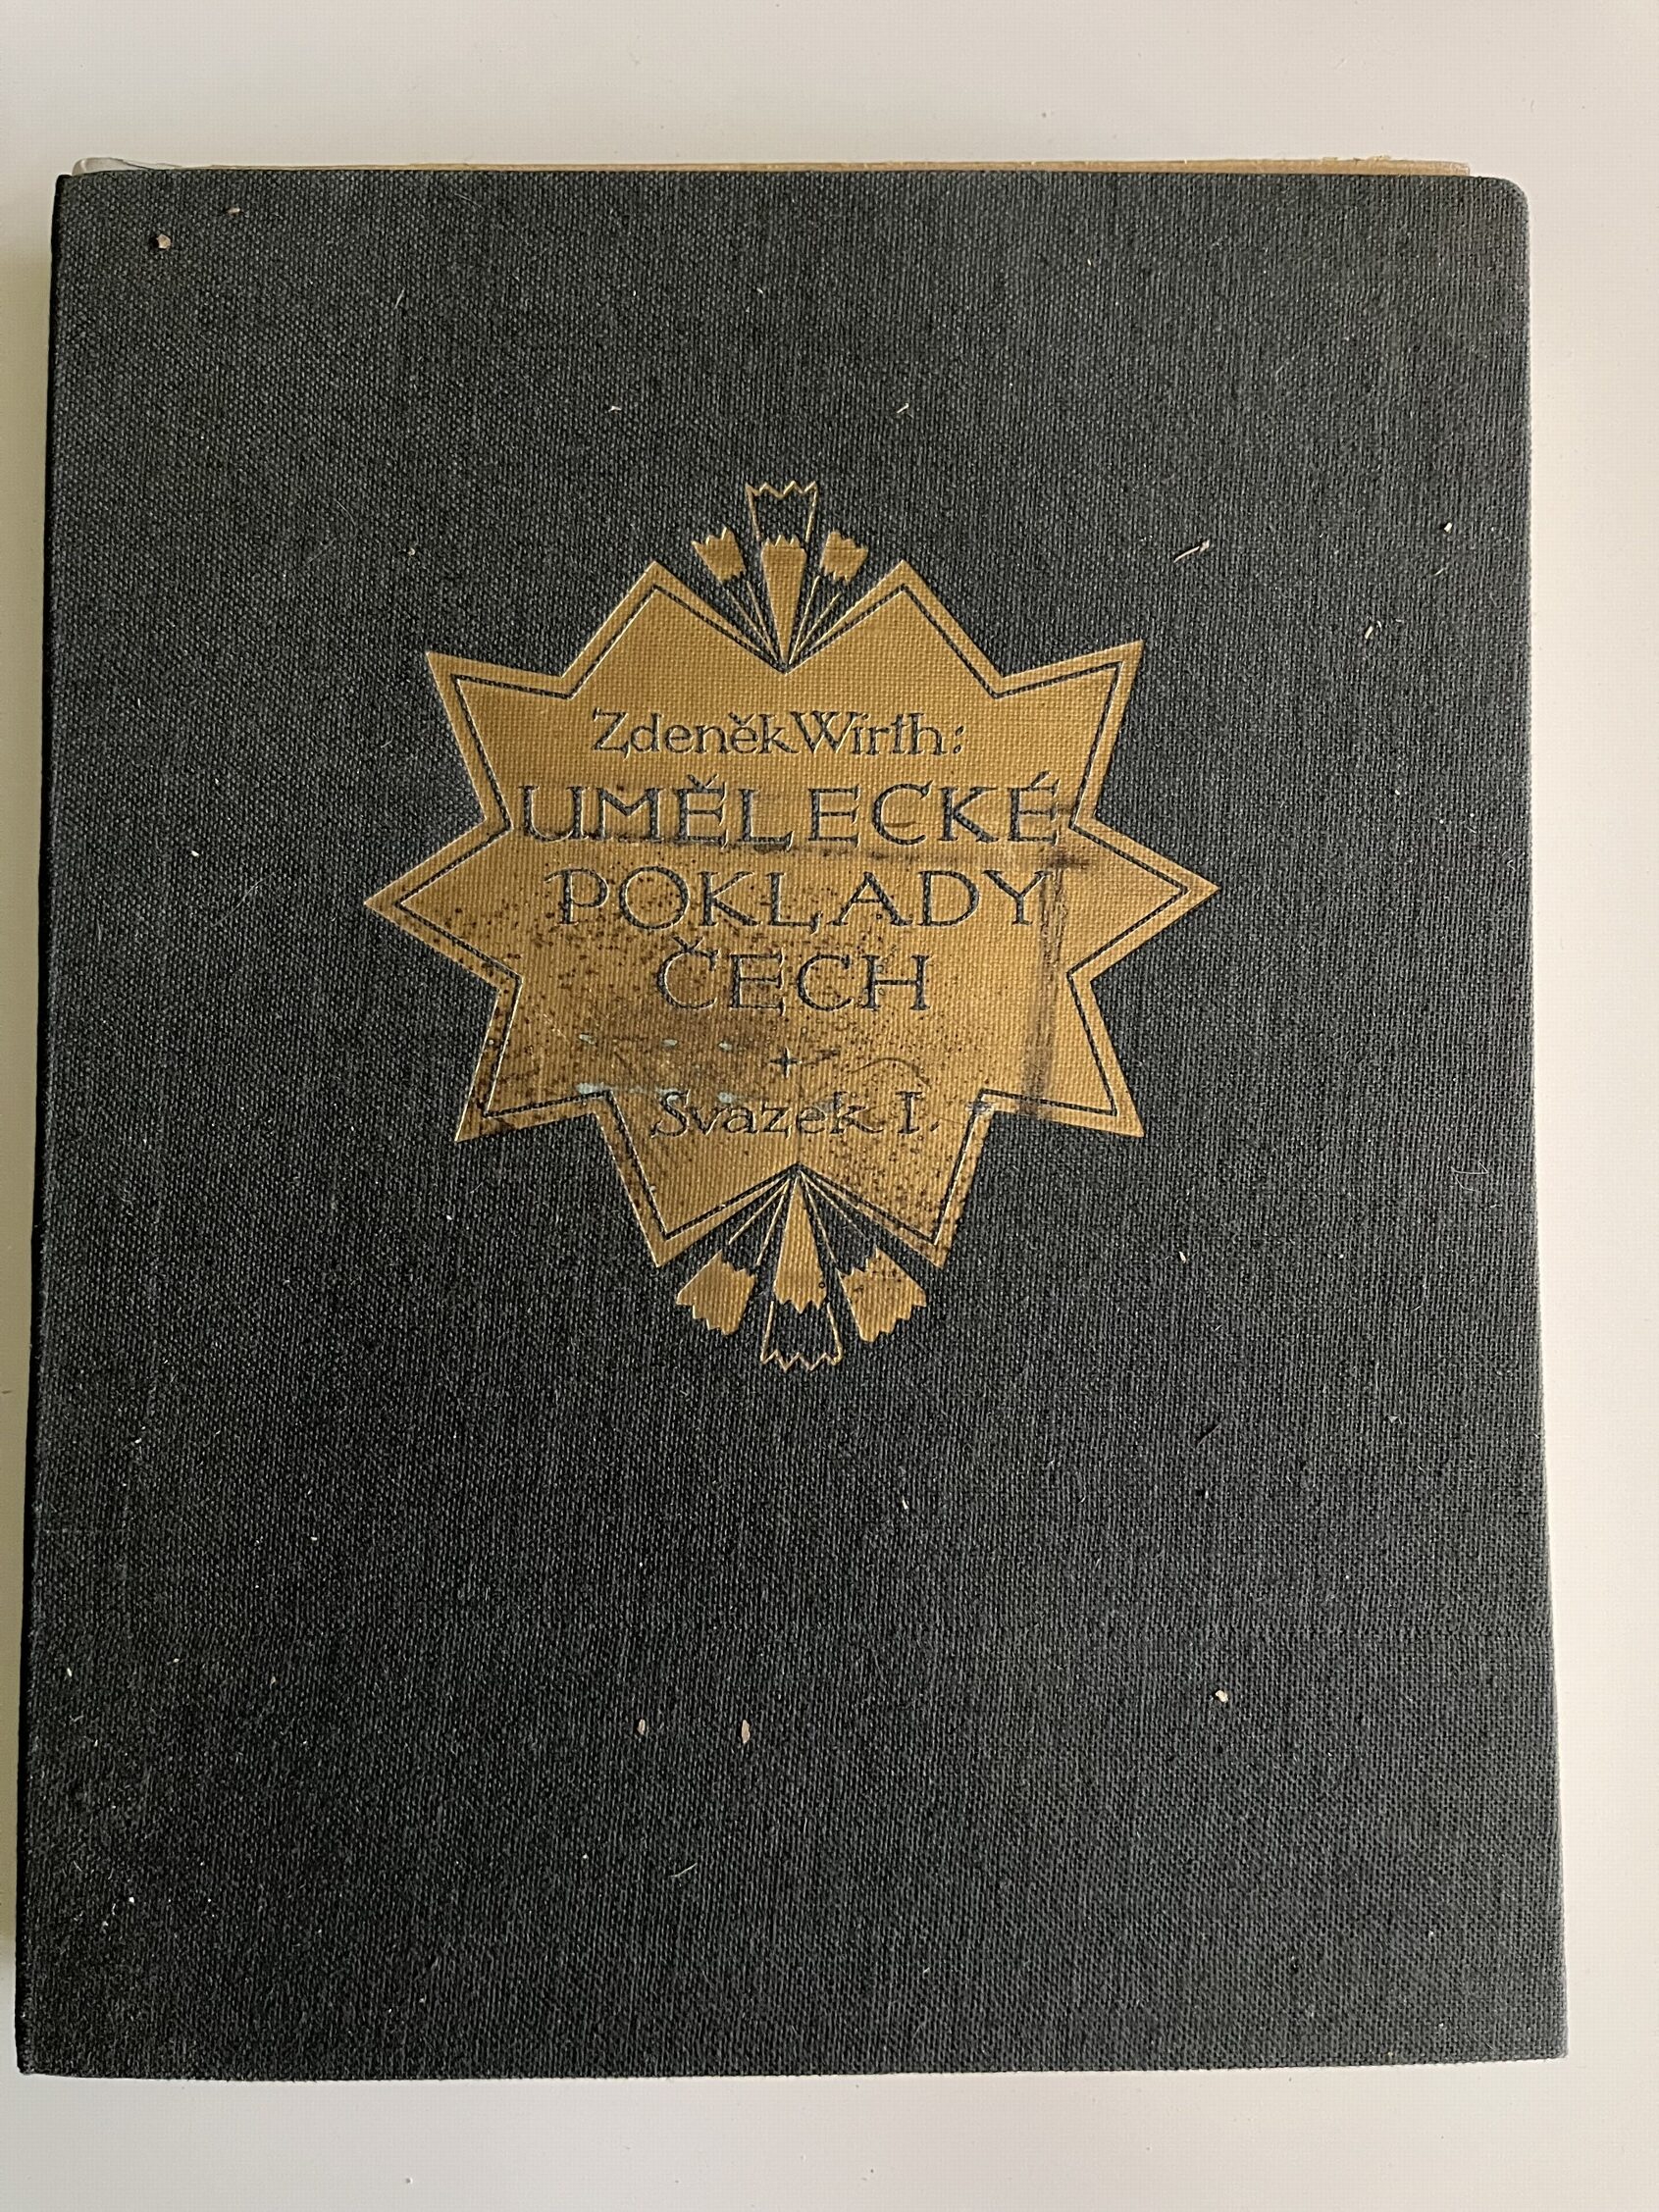 Zdeněk Wirth:
UMĚLECKÉ
POKLADY
ČECH
+
Svazek I.